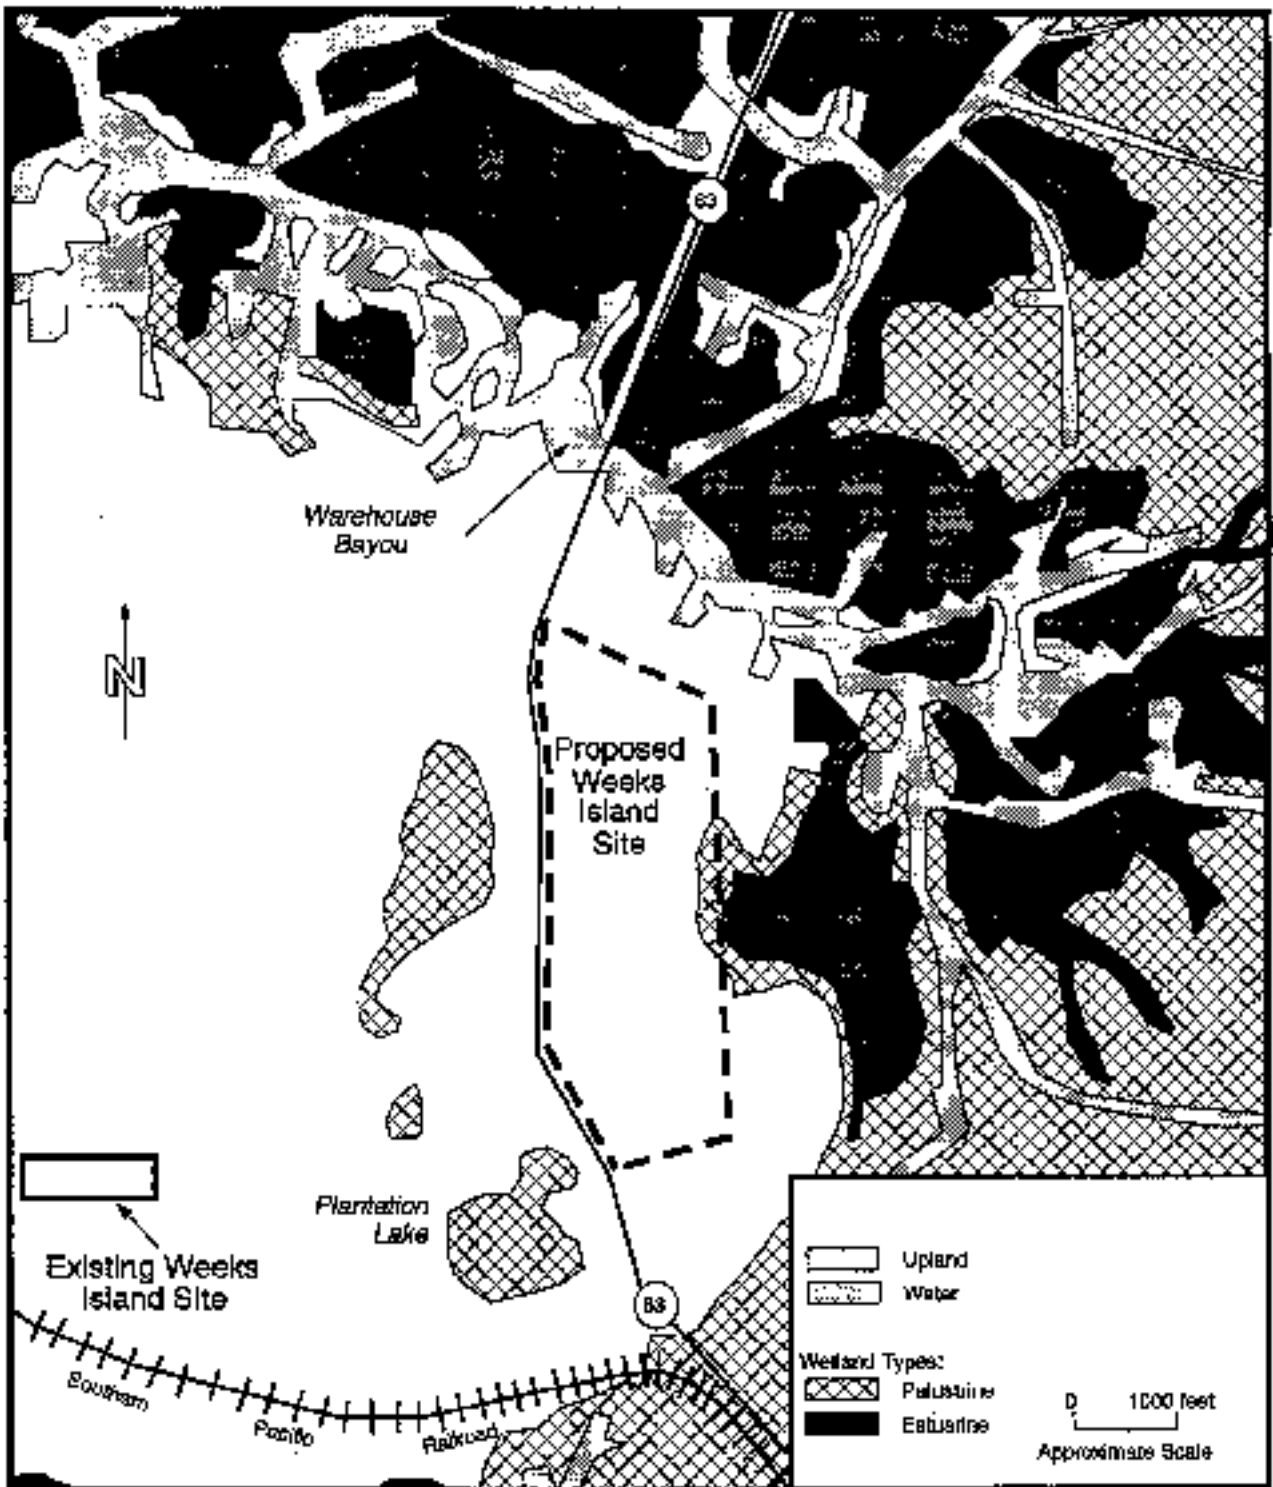 63
Warehouse
Bayou
N
Proposed
Weeks
Island
Site
Plantation
Lake
Existing Weeks
Island Site
83
Southern
Pacific
Railroad
Upland
Water
Wetland Types:
Palustrine
Estuarine
0 1000 feet
Approximate Scale